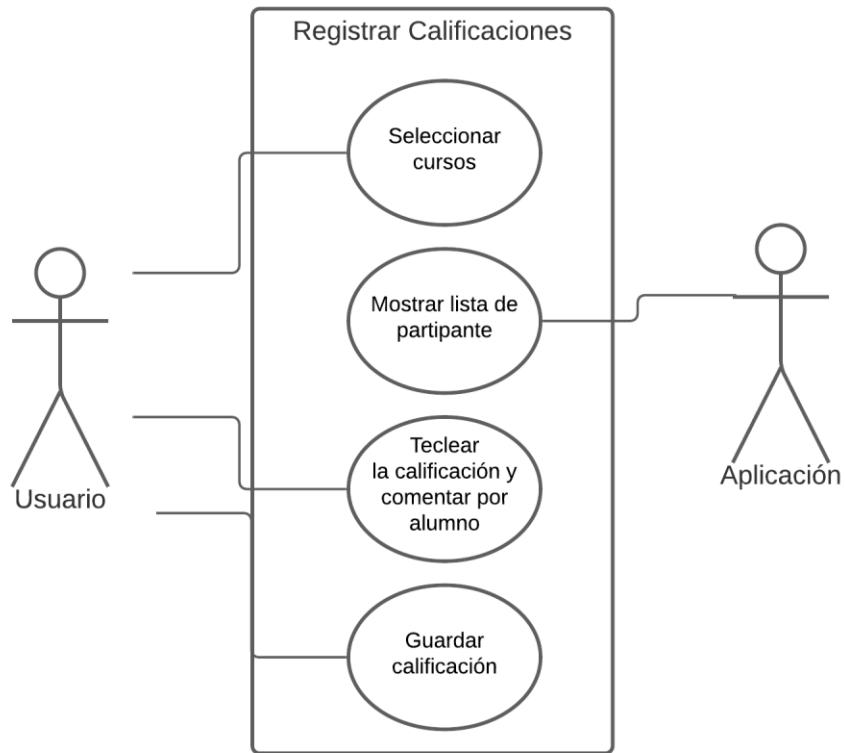 Registrar Calificaciones
Seleccionar
cursos
Mostrar lista de
partipante
Teclear
la calificación y
comentar por
alumno
Guardar
calificación
Usuario
Aplicación